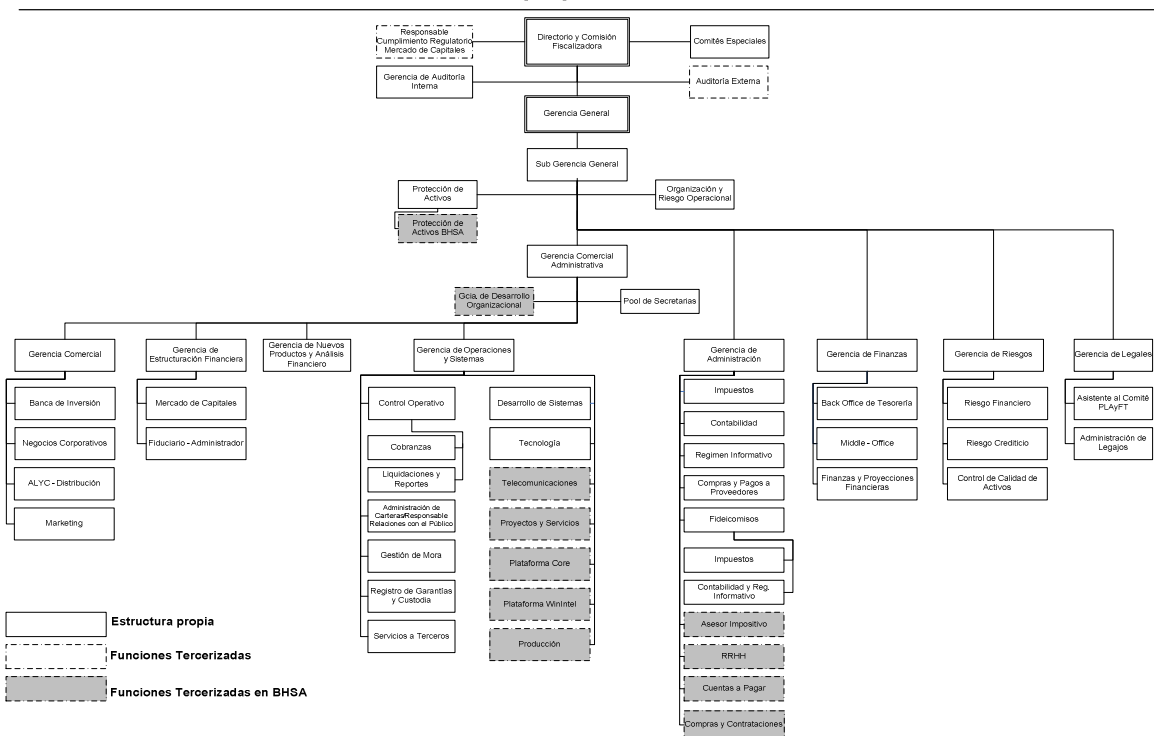 Responsable
Cumplimiento Regulatorio
Mercado de Capitales
Directorio y Comisión
Fiscalizadora
Comités Especiales
Gerencia de Auditoría
Interna
Auditoría Externa
Gerencia General
Sub Gerencia General
Protección de
Activos
Organización y
Riesgo Operacional
Protección de
Activos BHSA
Gerencia Comercial
Administrativa
Gcia. de Desarrollo
Organizacional
Pool de Secretarias
Gerencia Comercial
Gerencia de
Estructuración Financiera
Gerencia de Nuevos
Productos y Análisis
Financiero
Gerencia de Operaciones
y Sistemas
Gerencia de
Administración
Gerencia de Finanzas
Gerencia de Riesgos
Gerencia de Legales
Banca de Inversión
Negocios Corporativos
ALYC - Distribución
Marketing
Mercado de Capitales
Fiduciario - Administrador
Control Operativo
Cobranzas
Liquidaciones y
Reportes
Administración de
Carteras/Responsable
Relaciones con el Público
Gestión de Mora
Registro de Garantías
y Custodia
Servicios a Terceros
Desarrollo de Sistemas
Tecnología
Telecomunicaciones
Proyectos y Servicios
Plataforma Core
Plataforma WinIntel
Producción
Impuestos
Contabilidad
Regimen Informativo
Compras y Pagos a
Proveedores
Fideicomisos
Impuestos
Contabilidad y Reg.
Informativo
Asesor Impositivo
RRHH
Cuentas a Pagar
Compras y Contrataciones
Back Office de Tesorería
Middle - Office
Finanzas y Proyecciones
Financieras
Riesgo Financiero
Riesgo Crediticio
Control de Calidad de
Activos
Asistente al Comité
PLAyFT
Administración de
Legajos
Estructura propia
Funciones Tercerizadas
Funciones Tercerizadas en BHSA